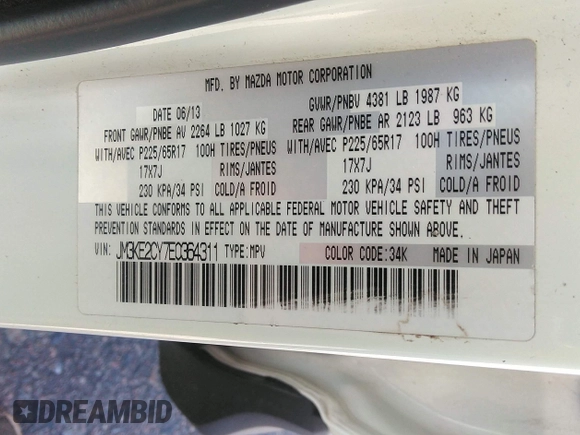 MFD. BY MAZDA MOTOR CORPORATION
DATE 06/13 GVWR/PNBV 4381 LB 1987 KG
FRONT GAWR/PNBE AV 2264 LB 1027 KG REAR GAWR/PNBE AR 2123 LB 963 KG
WITH/AVEC P225/65R17 100H TIRES/PNEUS WITH/AVEC P225/65R17 100H TIRES/PNEUS
17X7J RIMS/JANTES 17X7J RIMS/JANTES
230 KPA/34 PSI COLD/A FROID 230 KPA/34 PSI COLD/A FROID
THIS VEHICLE CONFORMS TO ALL APPLICABLE FEDERAL MOTOR VEHICLE SAFETY AND THEFT
PREVENTION STANDARDS IN EFFECT ON THE DATE OF MANUFACTURE SHOWN ABOVE.
VIN: JM3KE2CY7E0364311 TYPE:MPV COLOR CODE:34K MADE IN JAPAN
DREAMBID